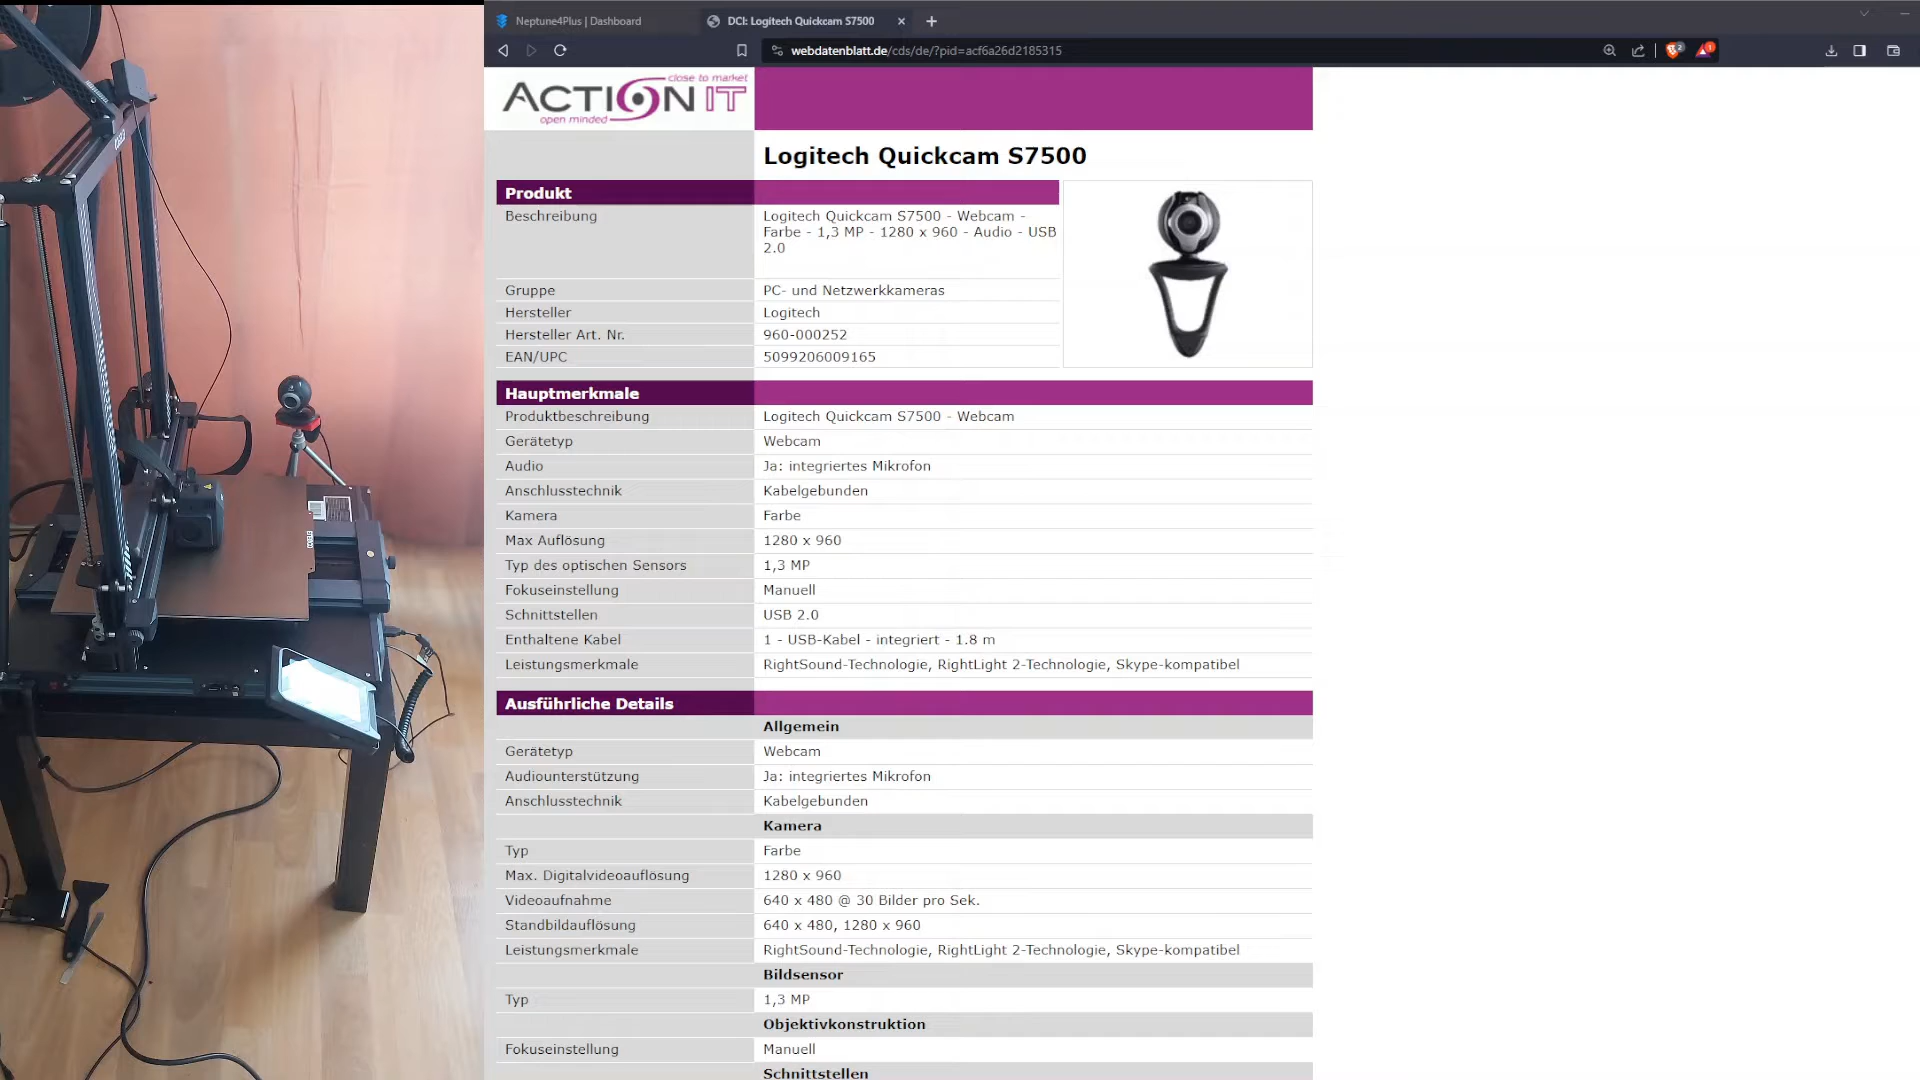 Neptune4Plus | Dashboard
DCI: Logitech Quickcam S7500
webdatenblatt.de/cds/de/?pid=acf6a26d2185315
2
1
close to market
ACTION IT
open minded
Logitech Quickcam S7500
Produkt
Beschreibung
Logitech Quickcam S7500 - Webcam -
Farbe - 1,3 MP - 1280 x 960 - Audio - USB
2.0
Gruppe
PC- und Netzwerkkameras
Hersteller
Logitech
Hersteller Art. Nr.
960-000252
EAN/UPC
5099206009165
Hauptmerkmale
Produktbeschreibung
Logitech Quickcam S7500 - Webcam
Gerätetyp
Webcam
Audio
Ja: integriertes Mikrofon
Anschlusstechnik
Kabelgebunden
Kamera
Farbe
Max Auflösung
1280 x 960
Typ des optischen Sensors
1,3 MP
Fokuseinstellung
Manuell
Schnittstellen
USB 2.0
Enthaltene Kabel
1 - USB-Kabel - integriert - 1.8 m
Leistungsmerkmale
RightSound-Technologie, RightLight 2-Technologie, Skype-kompatibel
Ausführliche Details
Allgemein
Gerätetyp
Webcam
Audiounterstützung
Ja: integriertes Mikrofon
Anschlusstechnik
Kabelgebunden
Kamera
Typ
Farbe
Max. Digitalvideoauflösung
1280 x 960
Videoaufnahme
640 x 480 @ 30 Bilder pro Sek.
Standbildauflösung
640 x 480, 1280 x 960
Leistungsmerkmale
RightSound-Technologie, RightLight 2-Technologie, Skype-kompatibel
Bildsensor
Typ
1,3 MP
Objektivkonstruktion
Fokuseinstellung
Manuell
Schnittstellen